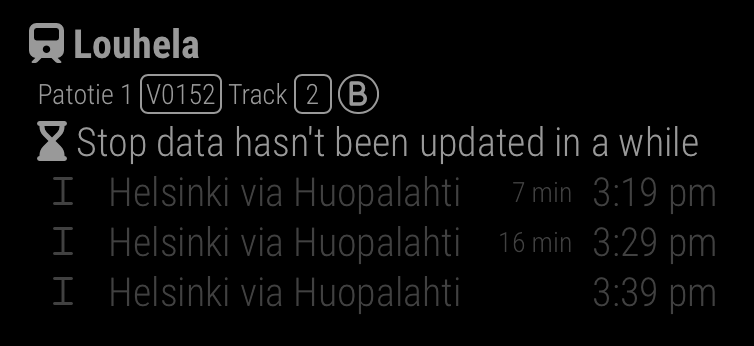 Louhela
Patotie 1 V0152 Track 2 B
Stop data hasn't been updated in a while
I Helsinki via Huopalahti 7 min 3:19 pm
I Helsinki via Huopalahti 16 min 3:29 pm
I Helsinki via Huopalahti 3:39 pm